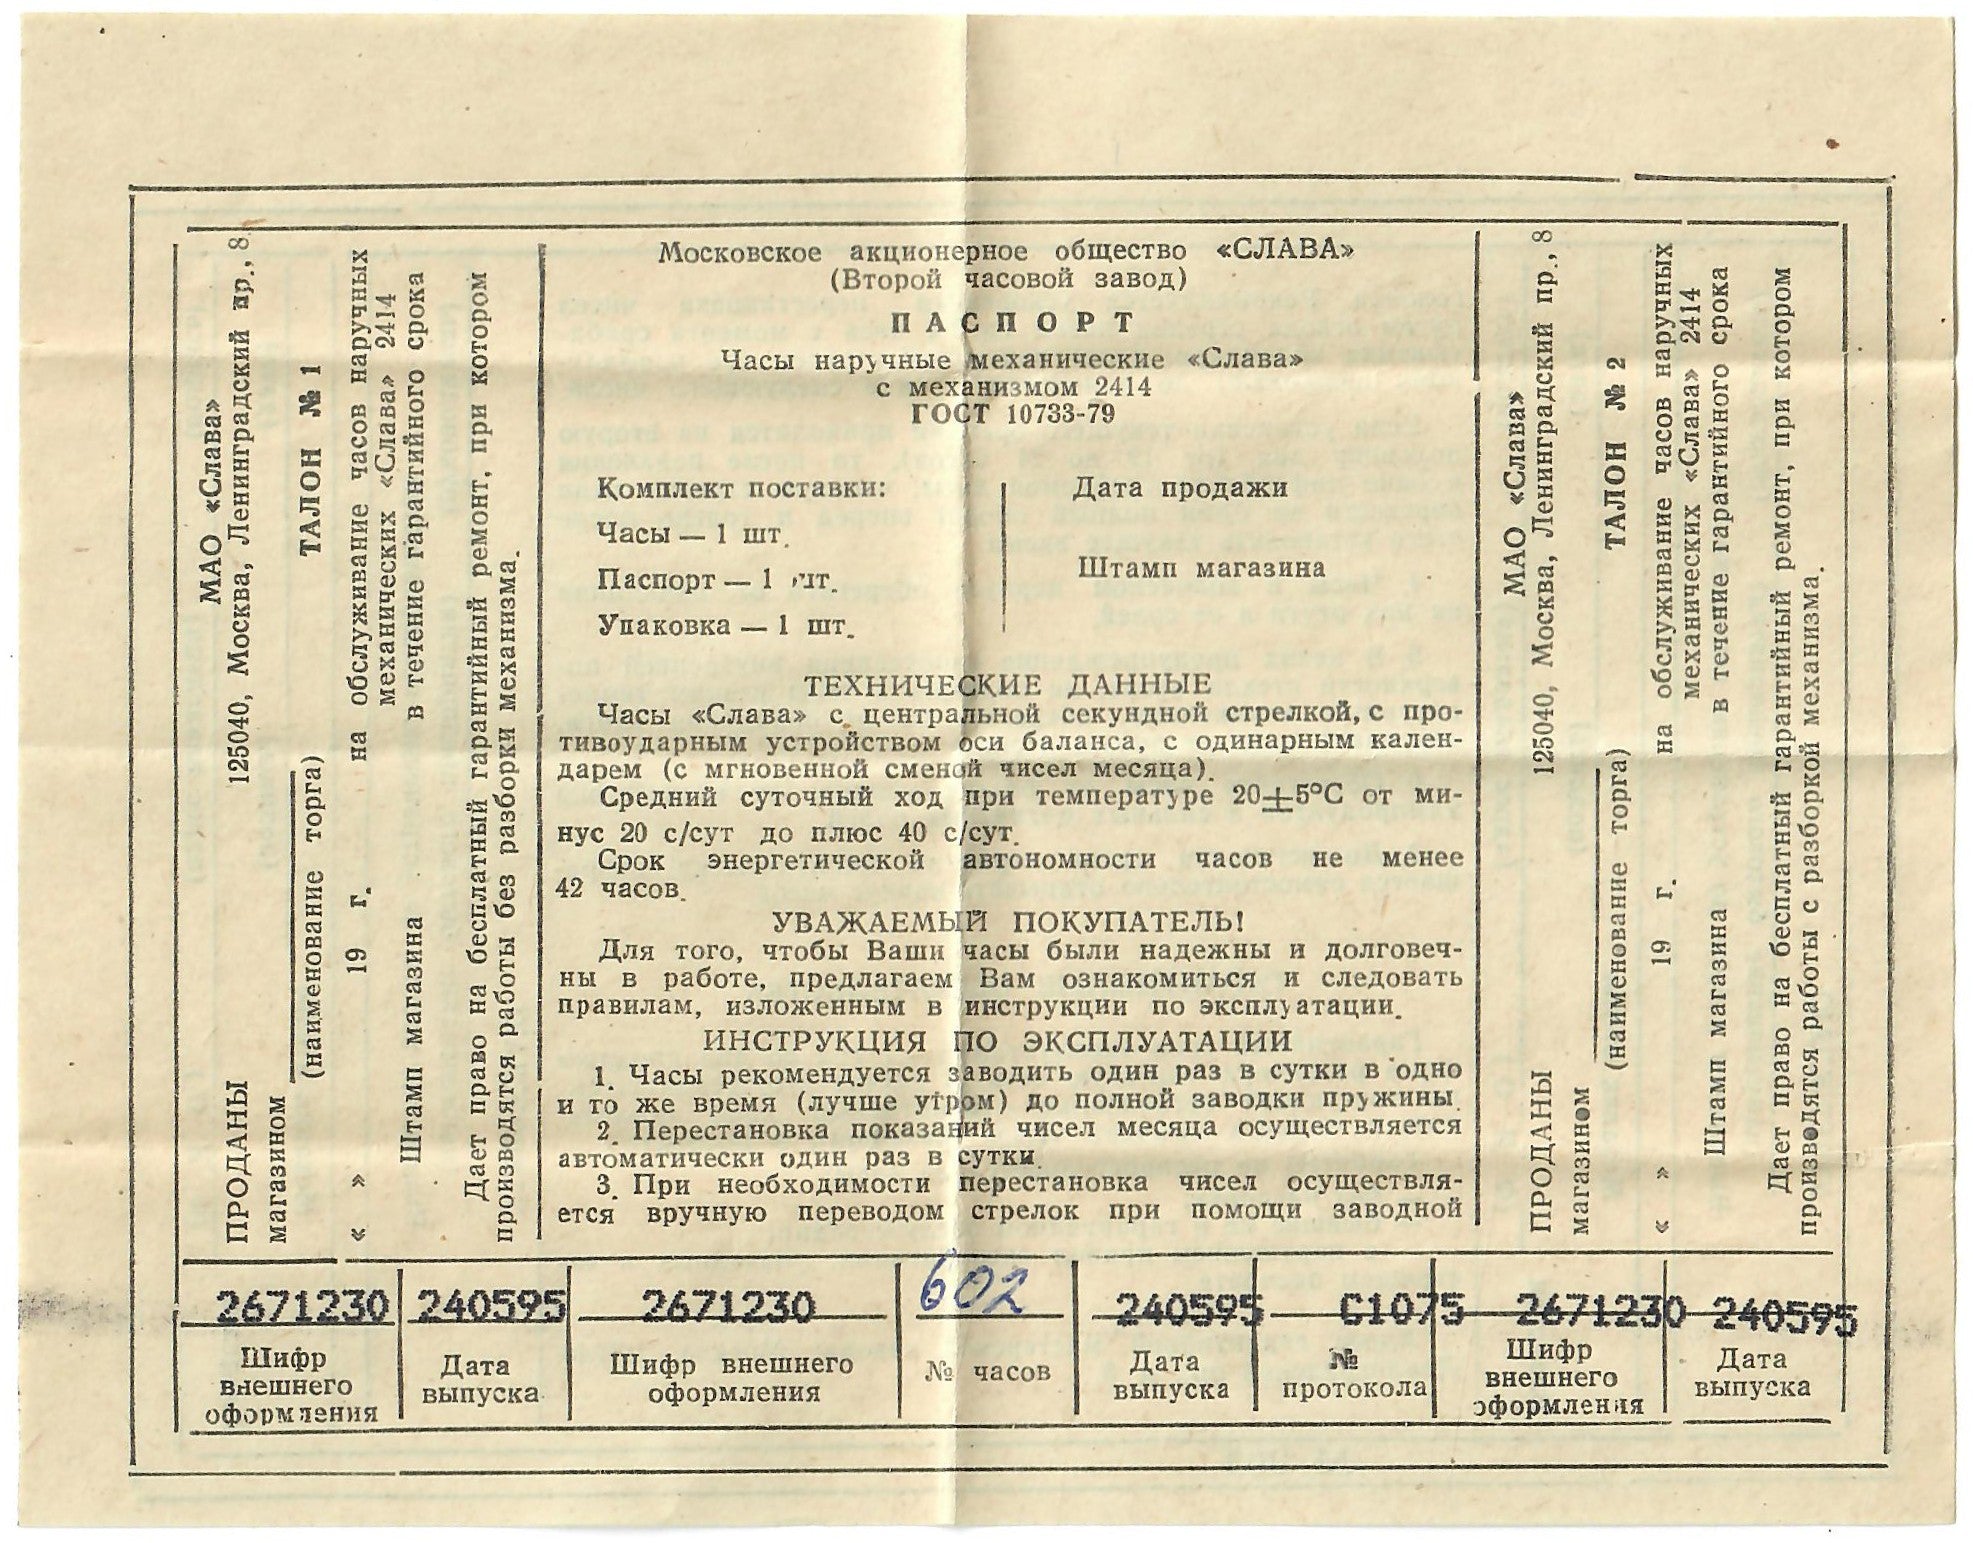 МАО «Слава»
125040, Москва, Ленинградский пр., 8
ТАЛОН № 1
на обслуживание часов наручных
механических «Слава» 2414
в течение гарантийного срока
ПРОДАНЫ
магазином
(наименование торга)
« » 19 г.
Штамп магазина
Дает право на бесплатный гарантийный ремонт, при котором
производятся работы без разборки механизма.
Московское акционерное общество «СЛАВА»
(Второй часовой завод)
ПАСПОРТ
Часы наручные механические «Слава»
с механизмом 2414
ГОСТ 10733-79
Комплект поставки:
Часы — 1 шт.
Паспорт — 1 шт.
Упаковка — 1 шт.
Дата продажи
Штамп магазина
ТЕХНИЧЕСКИЕ ДАННЫЕ
Часы «Слава» с центральной секундной стрелкой, с про-
тивоударным устройством оси баланса, с одинарным кален-
дарем (с мгновенной сменой чисел месяца).
Средний суточный ход при температуре 20±5°С от ми-
нус 20 с/сут до плюс 40 с/сут.
Срок энергетической автономности часов не менее
42 часов.
УВАЖАЕМЫЙ ПОКУПАТЕЛЬ!
Для того, чтобы Ваши часы были надежны и долговеч-
ны в работе, предлагаем Вам ознакомиться и следовать
правилам, изложенным в инструкции по эксплуатации.
ИНСТРУКЦИЯ ПО ЭКСПЛУАТАЦИИ
1. Часы рекомендуется заводить один раз в сутки в одно
и то же время (лучше утром) до полной заводки пружины.
2. Перестановка показаний чисел месяца осуществляется
автоматически один раз в сутки.
3. При необходимости перестановка чисел осуществля-
ется вручную переводом стрелок при помощи заводной
МАО «Слава»
125040, Москва, Ленинградский пр., 8
ТАЛОН № 2
на обслуживание часов наручных
механических «Слава» 2414
в течение гарантийного срока
ПРОДАНЫ
магазином
(наименование торга)
« » 19 г.
Штамп магазина
Дает право на бесплатный гарантийный ремонт, при котором
производятся работы с разборкой механизма.
2671230 240595 2671230 602 240595 С1075 2671230 240595
Шифр
внешнего
оформления
Дата
выпуска
Шифр внешнего
оформления
№ часов
Дата
выпуска
№
протокола
Шифр
внешнего
оформления
Дата
выпуска